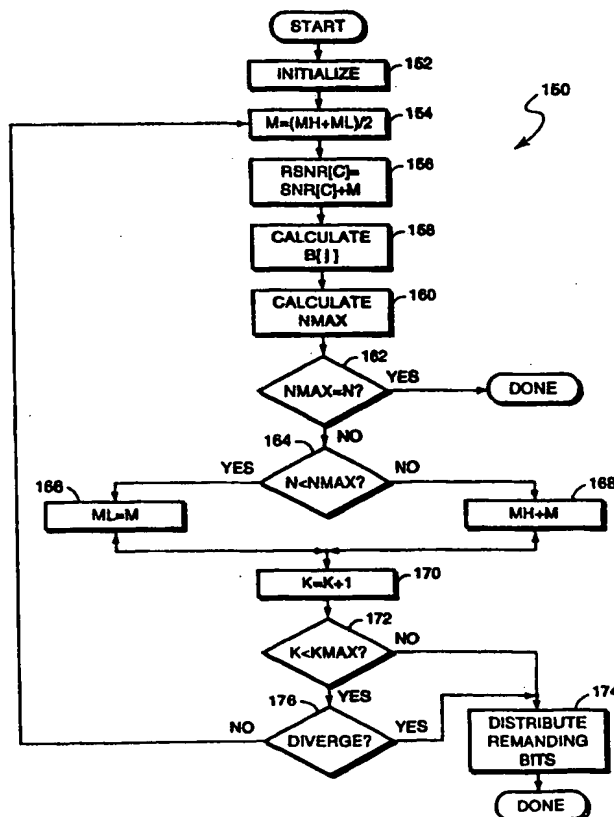 START
INITIALIZE
152
150
M=(MH+ML)/2
154
RSNR[C]=
SNR[C]+M
156
CALCULATE
B[ ]
158
CALCULATE
NMAX
160
162
NMAX=N?
YES
DONE
NO
164
YES
N<NMAX?
NO
166
ML=M
168
MH+M
K=K+1
170
172
K<KMAX?
NO
YES
176
NO
DIVERGE?
YES
174
DISTRIBUTE
REMANDING
BITS
DONE